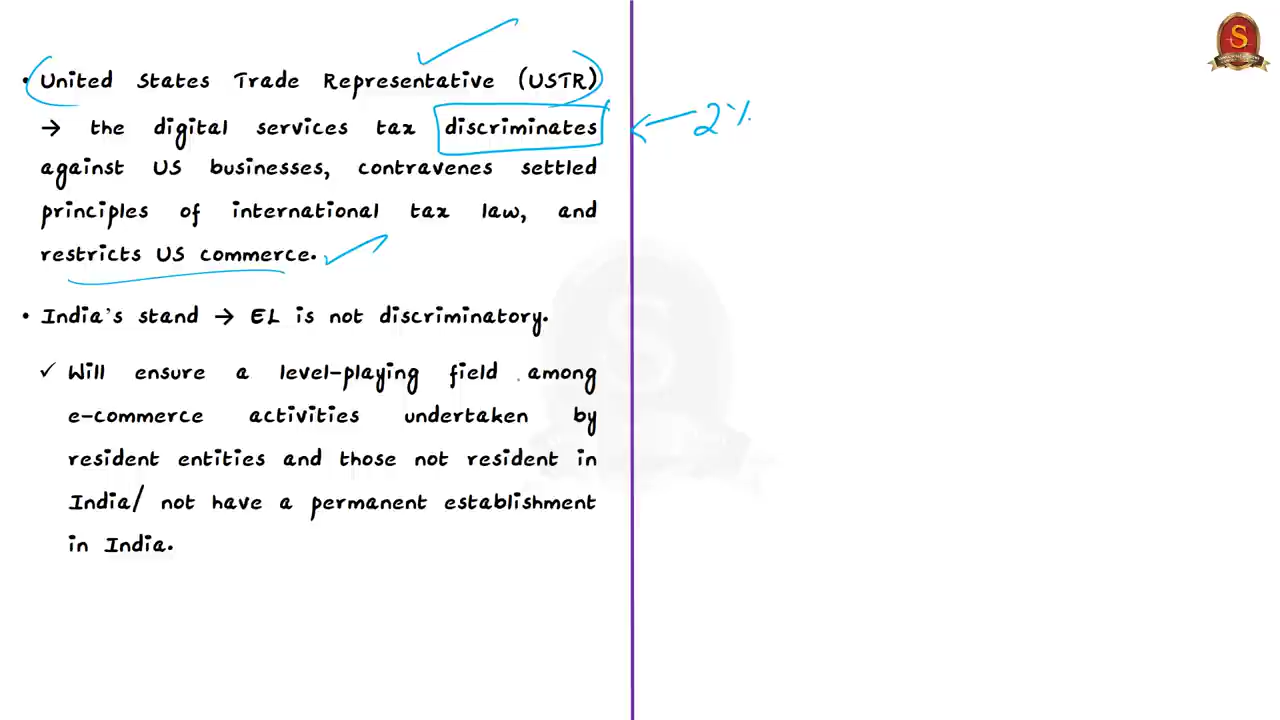 • United States Trade Representative (USTR)
→ the digital services tax discriminates
against US businesses, contravenes settled
principles of international tax law, and
restricts US commerce.
• India's stand → EL is not discriminatory.
✓ Will ensure a level-playing field among
e-commerce activities undertaken by
resident entities and those not resident in
India/ not have a permanent establishment
in India.
2%
S
S